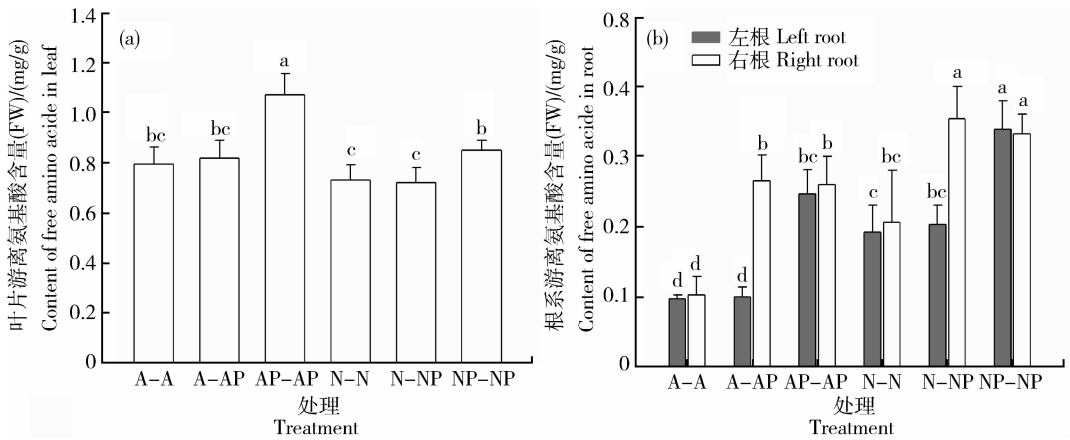 (a)
叶片游离氨基酸含量(FW)/(mg/g)
Content of free amino acide in leaf
1.4
1.2
1.0
0.8
0.6
0.4
0.2
0
bc
bc
a
c
c
b
A-A
A-AP
AP-AP
N-N
N-NP
NP-NP
处理
Treatment
(b)
左根 Left root
右根 Right root
根系游离氨基酸含量(FW)/(mg/g)
Content of free amino acide in root
0.8
0.4
0.3
0.2
0.1
0
d
d
d
b
bc
b
c
bc
bc
a
a
a
A-A
A-AP
AP-AP
N-N
N-NP
NP-NP
处理
Treatment